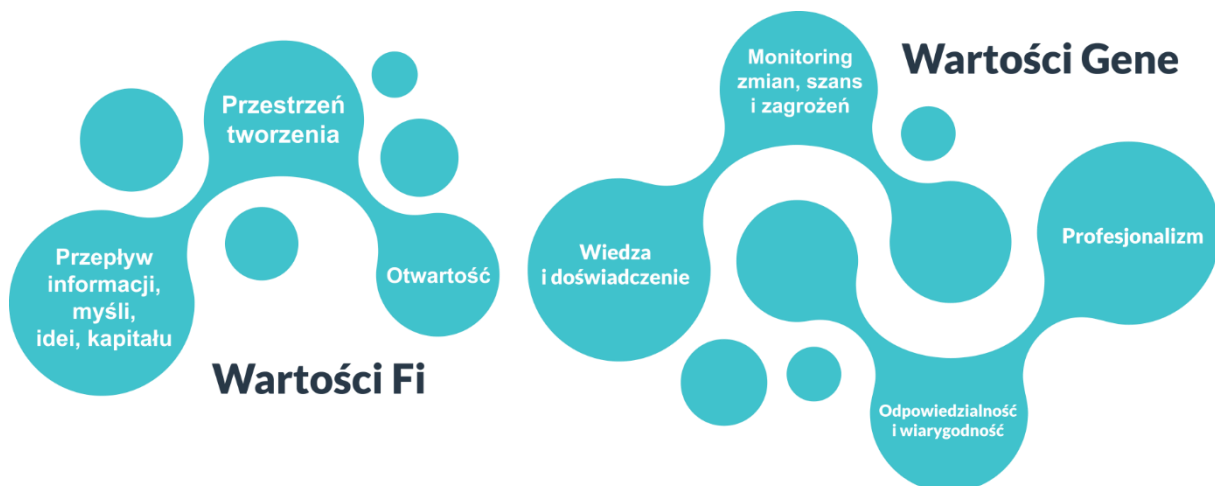 Przestrzeń
tworzenia
Przepływ
informacji,
myśli,
idei, kapitału
Otwartość
Wartości Fi
Monitoring
zmian, szans
i zagrożeń
Wartości Gene
Wiedza
i doświadczenie
Profesjonalizm
Odpowiedzialność
i wiarygodność